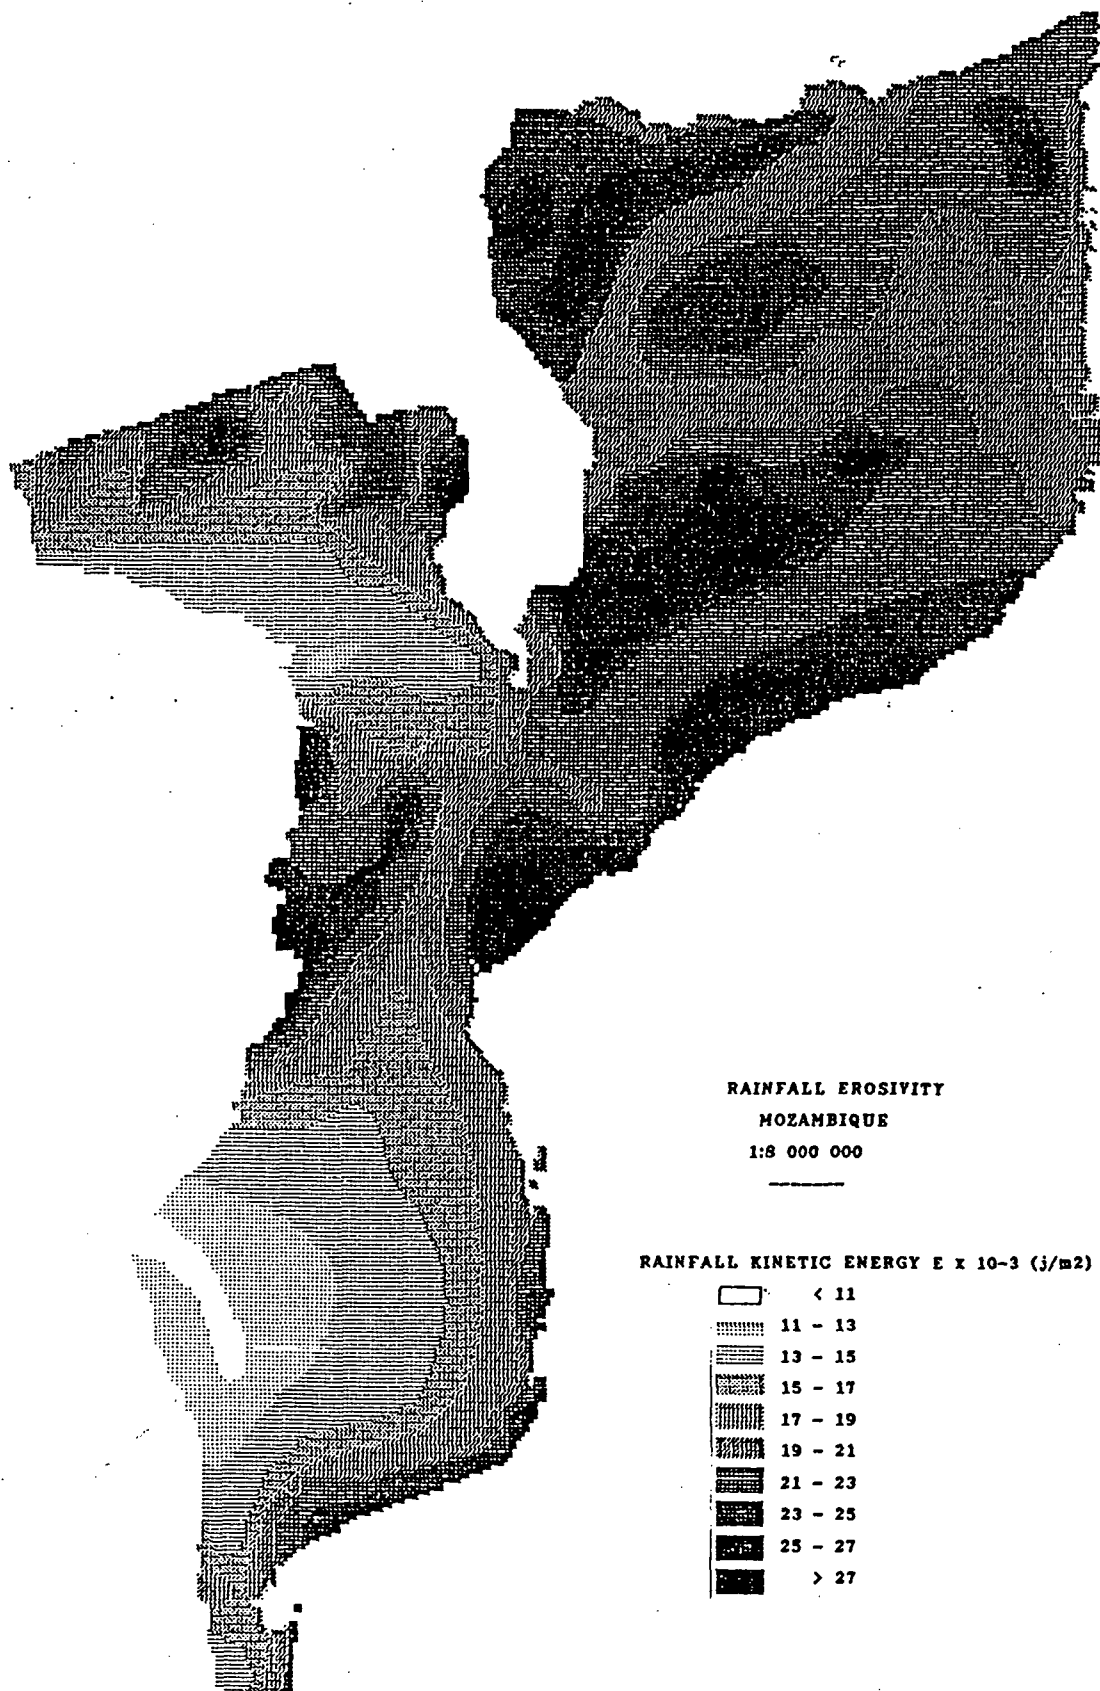 RAINFALL EROSIVITY
MOZAMBIQUE
1:8 000 000
RAINFALL KINETIC ENERGY E x 10-3 (j/m2)
< 11
11 - 13
13 - 15
15 - 17
17 - 19
19 - 21
21 - 23
23 - 25
25 - 27
> 27